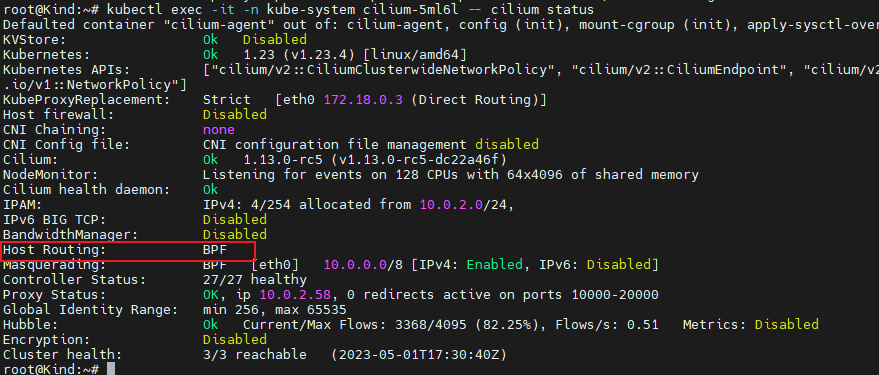 root@Kind:~# kubectl exec -it -n kube-system cilium-5ml6l -- cilium status
Defaulted container "cilium-agent" out of: cilium-agent, config (init), mount-cgroup (init), apply-sysctl-over
KVStore: Ok Disabled
Kubernetes: Ok 1.23 (v1.23.4) [linux/amd64]
Kubernetes APIs: ["cilium/v2::CiliumClusterwideNetworkPolicy", "cilium/v2::CiliumEndpoint", "cilium/v2
.io/v1::NetworkPolicy"]
KubeProxyReplacement: Strict [eth0 172.18.0.3 (Direct Routing)]
Host firewall: Disabled
CNI Chaining: none
CNI Config file: CNI configuration file management disabled
Cilium: Ok 1.13.0-rc5 (v1.13.0-rc5-dc22a46f)
NodeMonitor: Listening for events on 128 CPUs with 64x4096 of shared memory
Cilium health daemon: Ok
IPAM: IPv4: 4/254 allocated from 10.0.2.0/24,
IPv6 BIG TCP: Disabled
BandwidthManager: Disabled
Host Routing: BPF
Masquerading: BPF [eth0] 10.0.0.0/8 [IPv4: Enabled, IPv6: Disabled]
Controller Status: 27/27 healthy
Proxy Status: OK, ip 10.0.2.58, 0 redirects active on ports 10000-20000
Global Identity Range: min 256, max 65535
Hubble: Ok Current/Max Flows: 3368/4095 (82.25%), Flows/s: 0.51 Metrics: Disabled
Encryption: Disabled
Cluster health: 3/3 reachable (2023-05-01T17:30:40Z)
root@Kind:~#